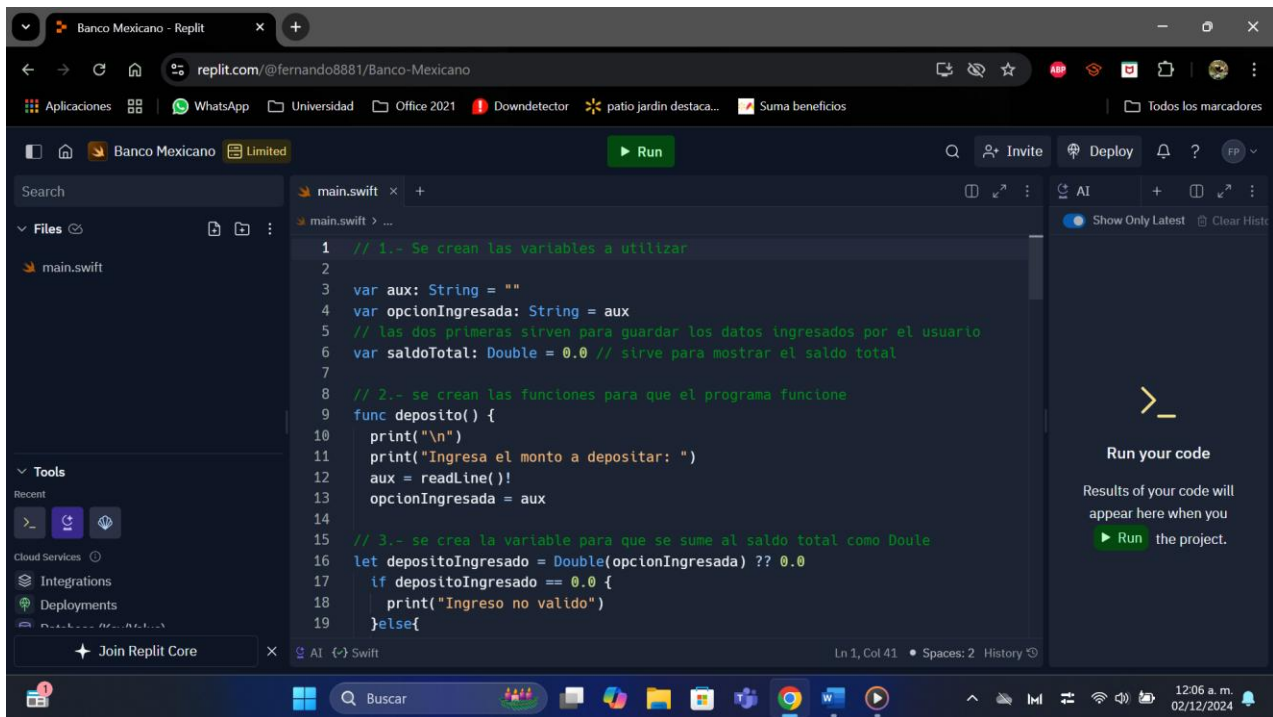 Banco Mexicano - Replit
replit.com/@fernando8881/Banco-Mexicano
ABP
Aplicaciones WhatsApp Universidad Office 2021 Downdetector patio jardin destaca... Suma beneficios Todos los marcadores
Banco Mexicano Limited Run Invite Deploy ? FP
Search main.swift × + AI +
Files main.swift > ... Show Only Latest Clear Histo
main.swift
1 // 1.- Se crean las variables a utilizar
2
3 var aux: String = ""
4 var opcionIngresada: String = aux
5 // las dos primeras sirven para guardar los datos ingresados por el usuario
6 var saldoTotal: Double = 0.0 // sirve para mostrar el saldo total
7
8 // 2.- se crean las funciones para que el programa funcione
9 func deposito() {
10 print("\n")
11 print("Ingresa el monto a depositar: ")
12 aux = readLine()!
13 opcionIngresada = aux
14
15 // 3.- se crea la variable para que se sume al saldo total como Doule
16 let depositoIngresado = Double(opcionIngresada) ?? 0.0
17 if depositoIngresado == 0.0 {
18 print("Ingreso no valido")
19 }else{
Tools
Recent
Cloud Services
Integrations
Deployments
Database (Key/Value)
Join Replit Core ×
AI {✓} Swift Ln 1, Col 41 • Spaces: 2 History
>_
Run your code
Results of your code will
appear here when you
Run the project.
1 Buscar 12:06 a. m.
02/12/2024